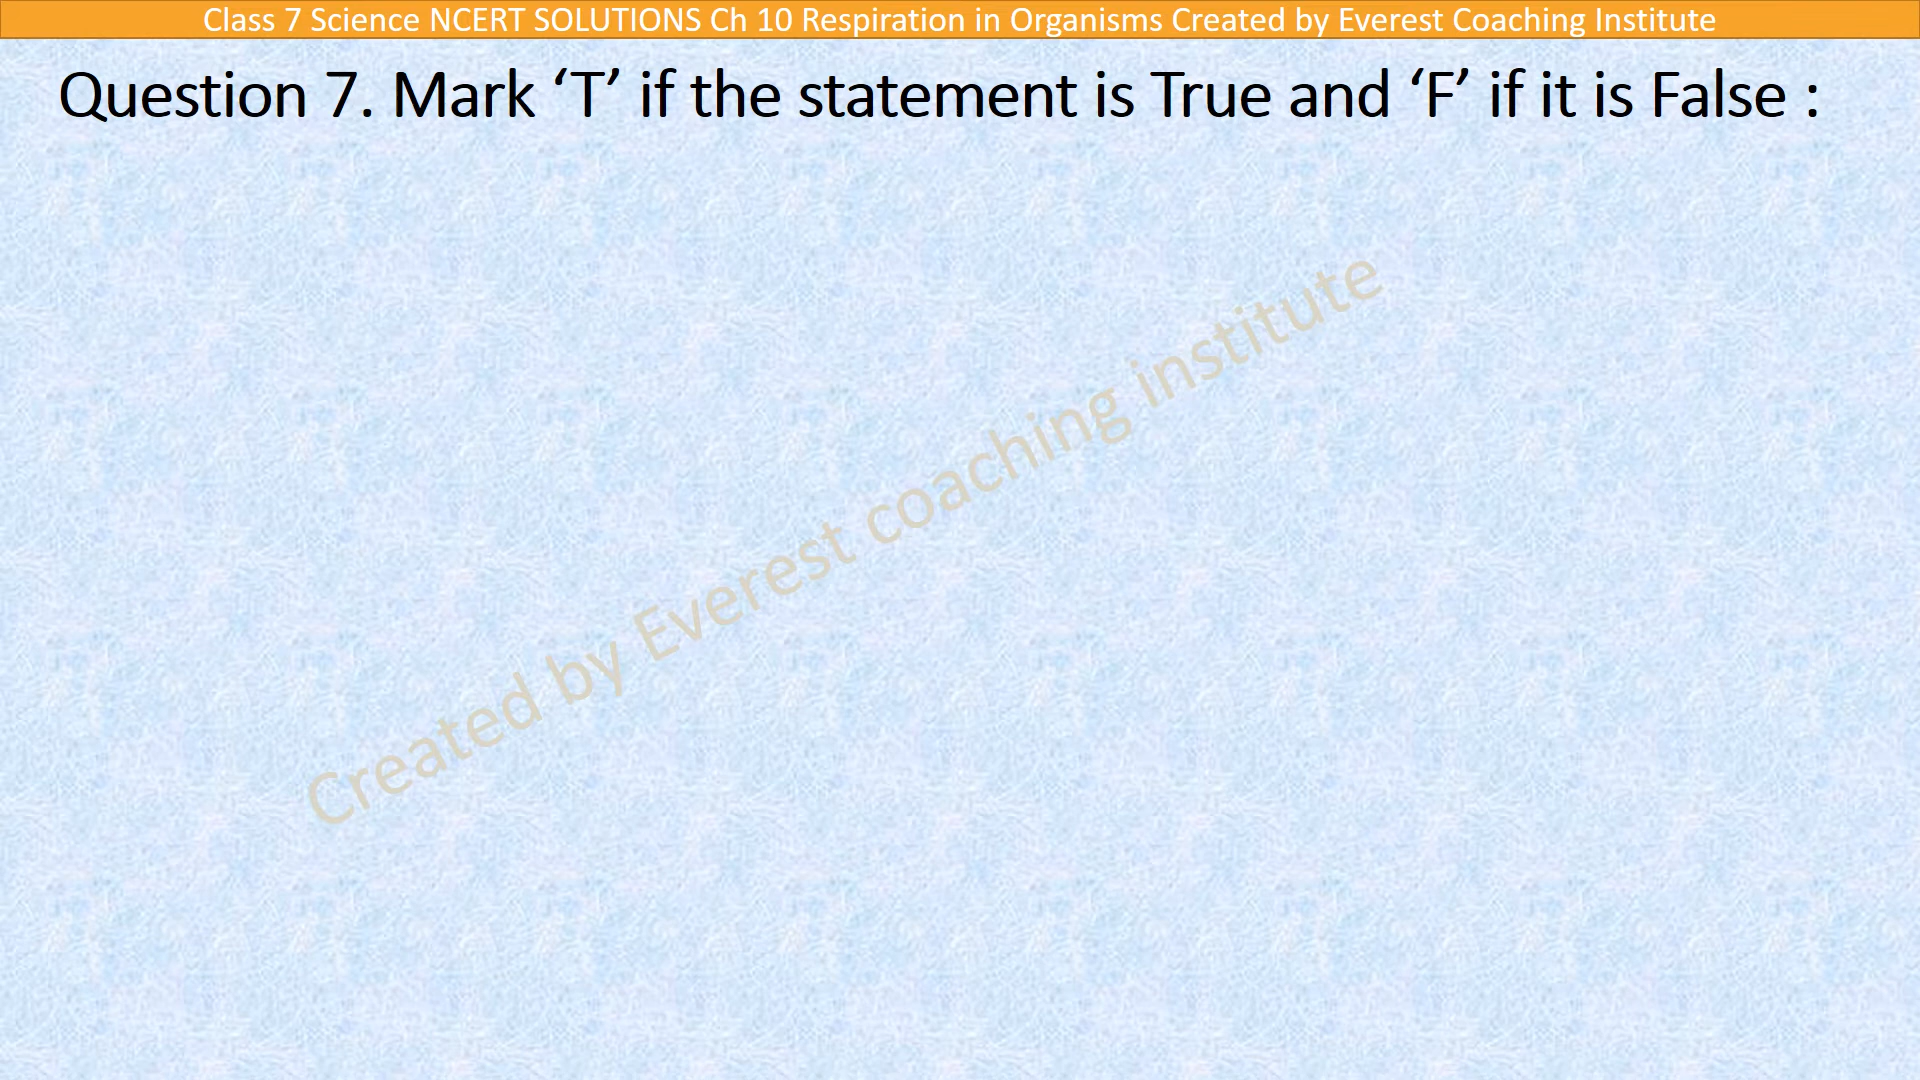 Class 7 Science NCERT SOLUTIONS Ch 10 Respiration in Organisms Created by Everest Coaching Institute
Question 7. Mark ‘T’ if the statement is True and ‘F’ if it is False :
Created by Everest coaching institute